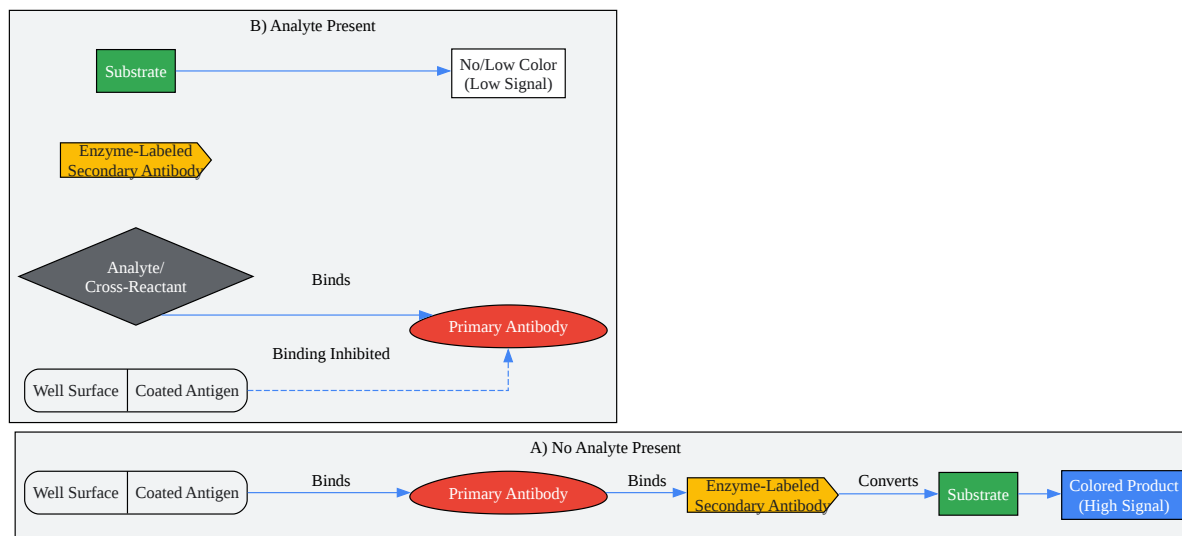 B) Analyte Present
Substrate
No/Low Color
(Low Signal)
Enzyme-Labeled
Secondary Antibody
Analyte/
Cross-Reactant
Binds
Primary Antibody
Binding Inhibited
Well Surface
Coated Antigen
A) No Analyte Present
Well Surface
Coated Antigen
Binds
Primary Antibody
Binds
Enzyme-Labeled
Secondary Antibody
Converts
Substrate
Colored Product
(High Signal)